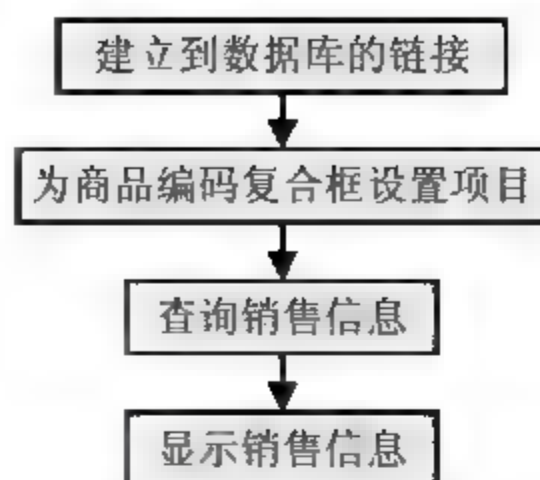 建立到数据库的链接
为商品编码复合框设置项目
查询销售信息
显示销售信息